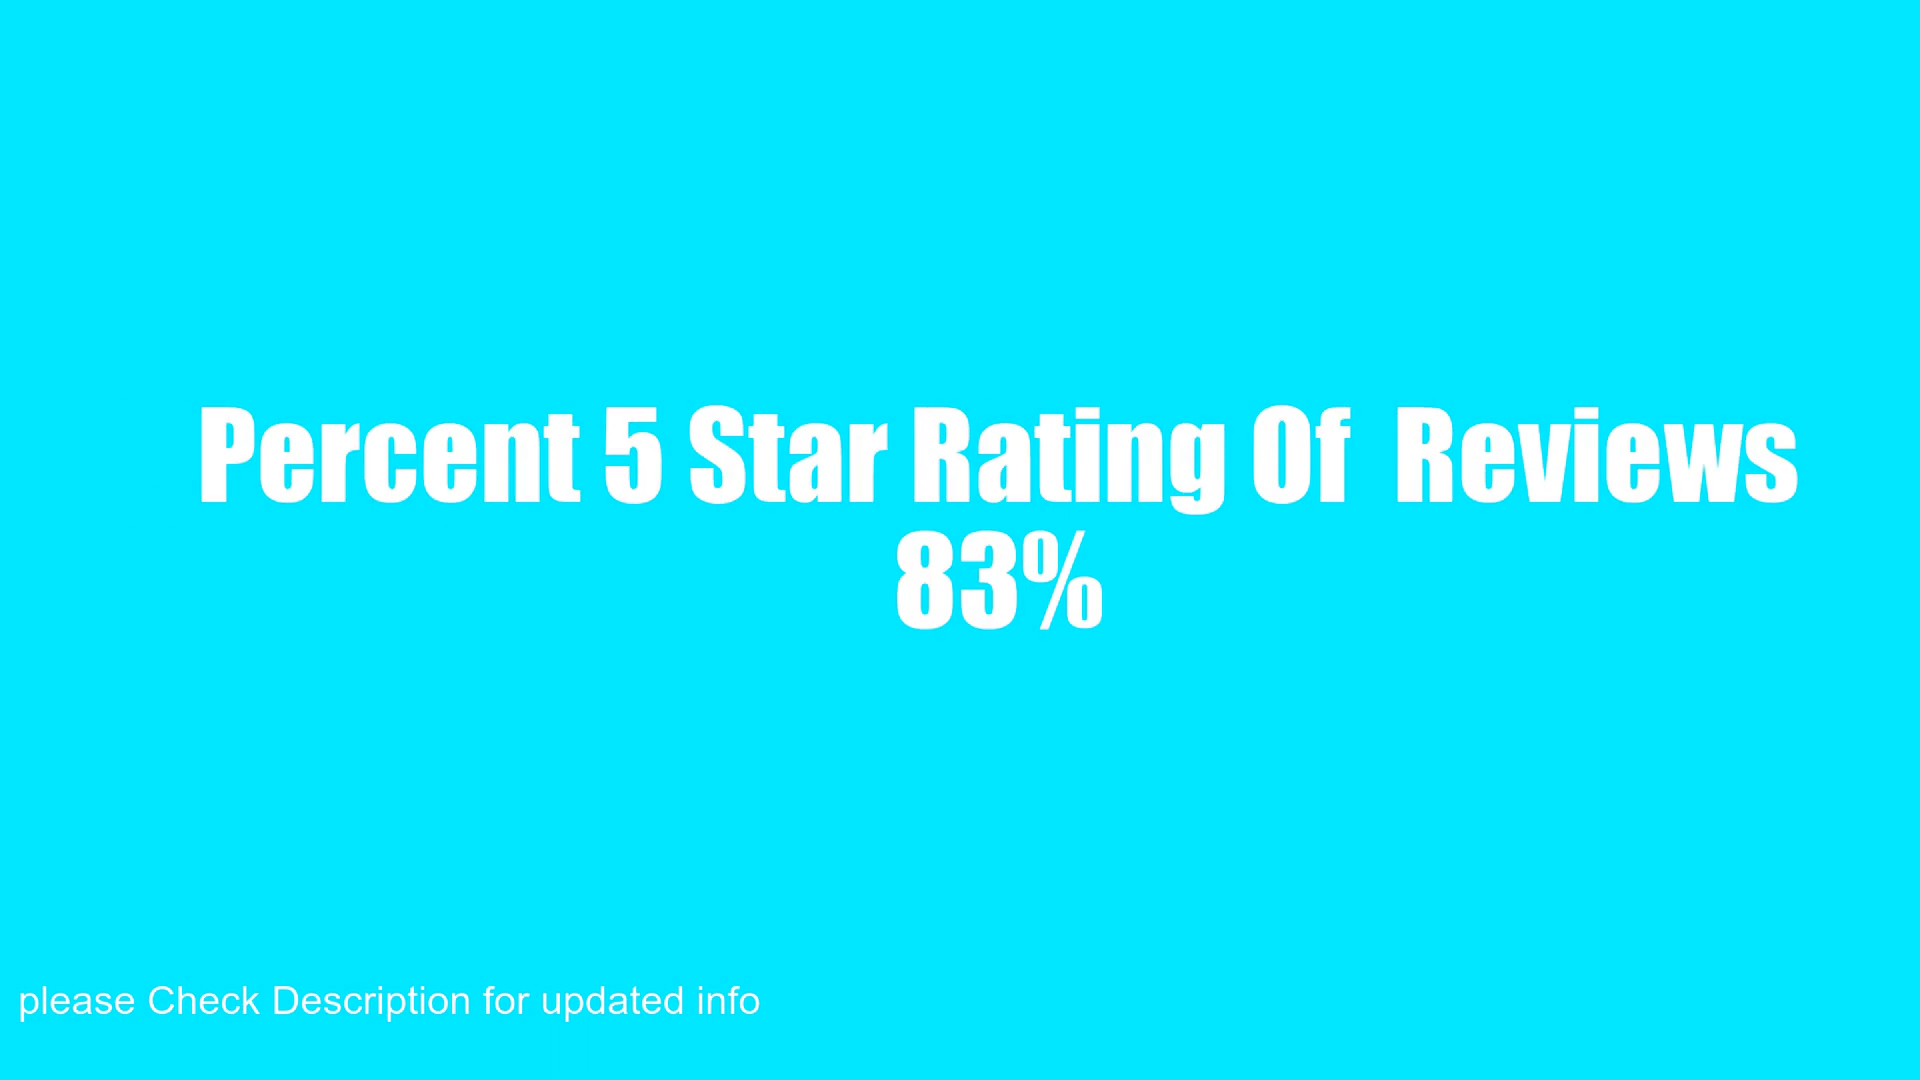 Percent 5 Star Rating Of  Reviews
83%
please Check Description for updated info